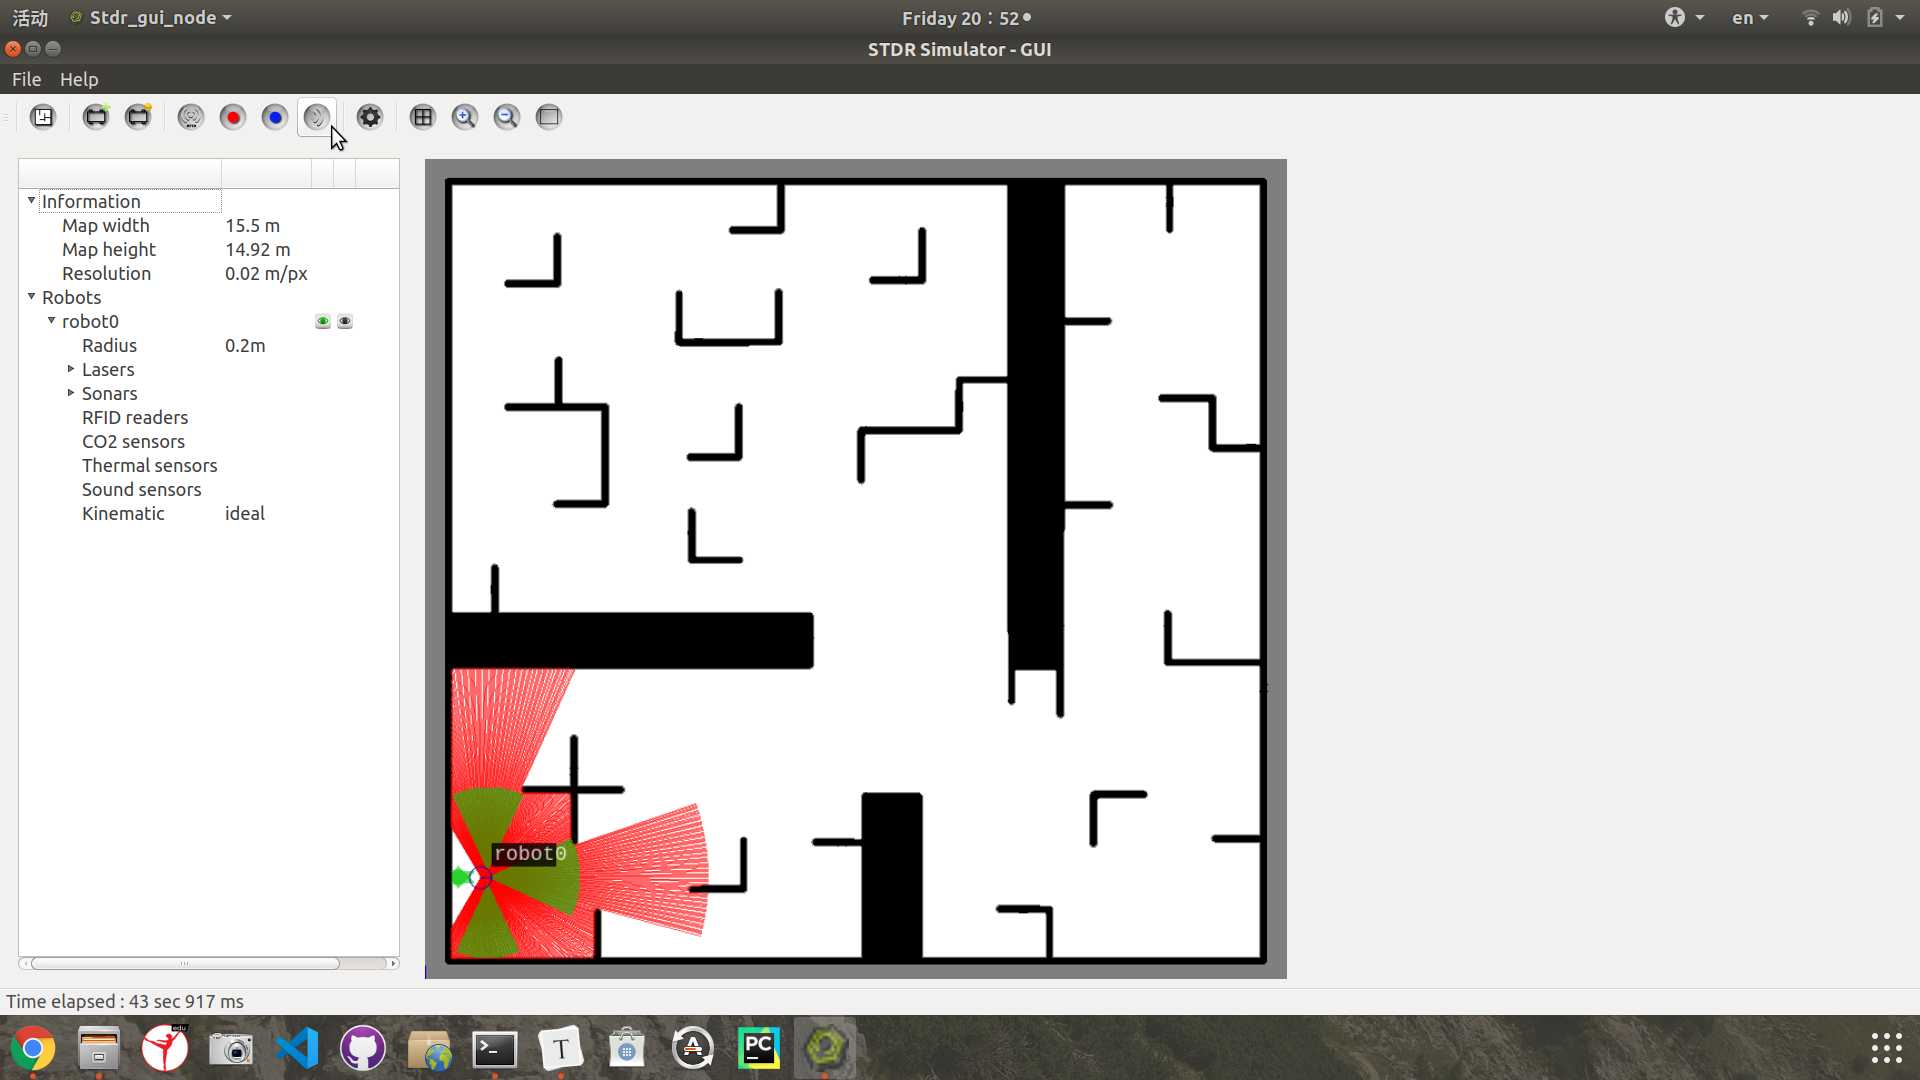 活动 Stdr_gui_node Friday 20：52 en
STDR Simulator - GUI
File Help
Information
Map width 15.5 m
Map height 14.92 m
Resolution 0.02 m/px
Robots
robot0
Radius 0.2m
Lasers
Sonars
RFID readers
CO2 sensors
Thermal sensors
Sound sensors
Kinematic ideal
robot0
Time elapsed : 43 sec 917 ms
edu
T
A
PC